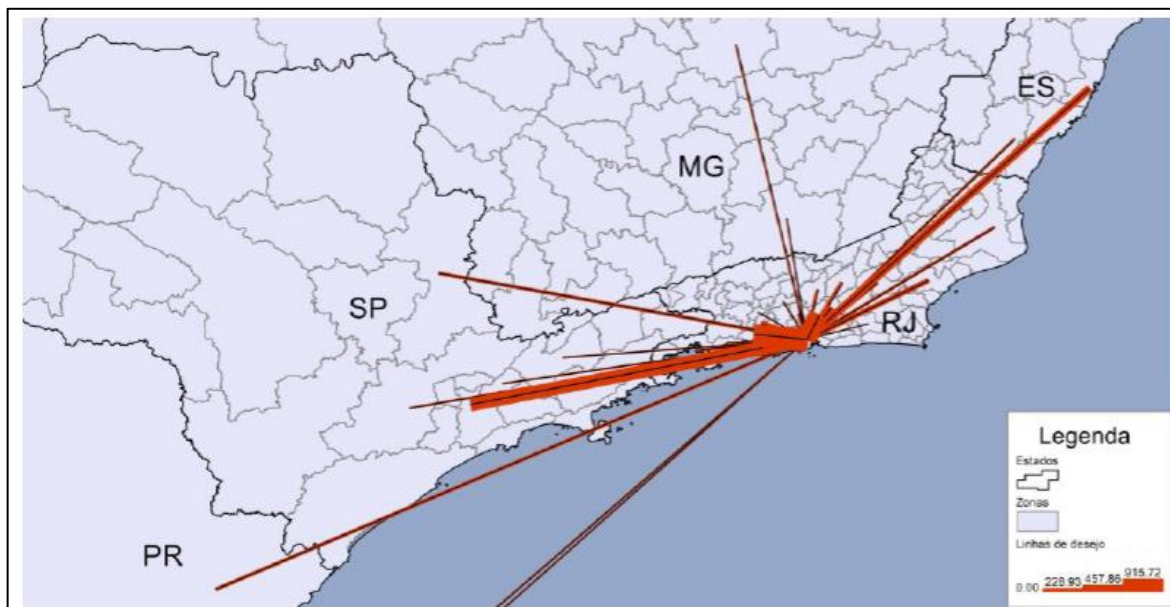 ES
MG
SP
RJ
PR
Legenda
Estados
Zonas
Linhas de desejo
0.00 228.93 457.86 915.72